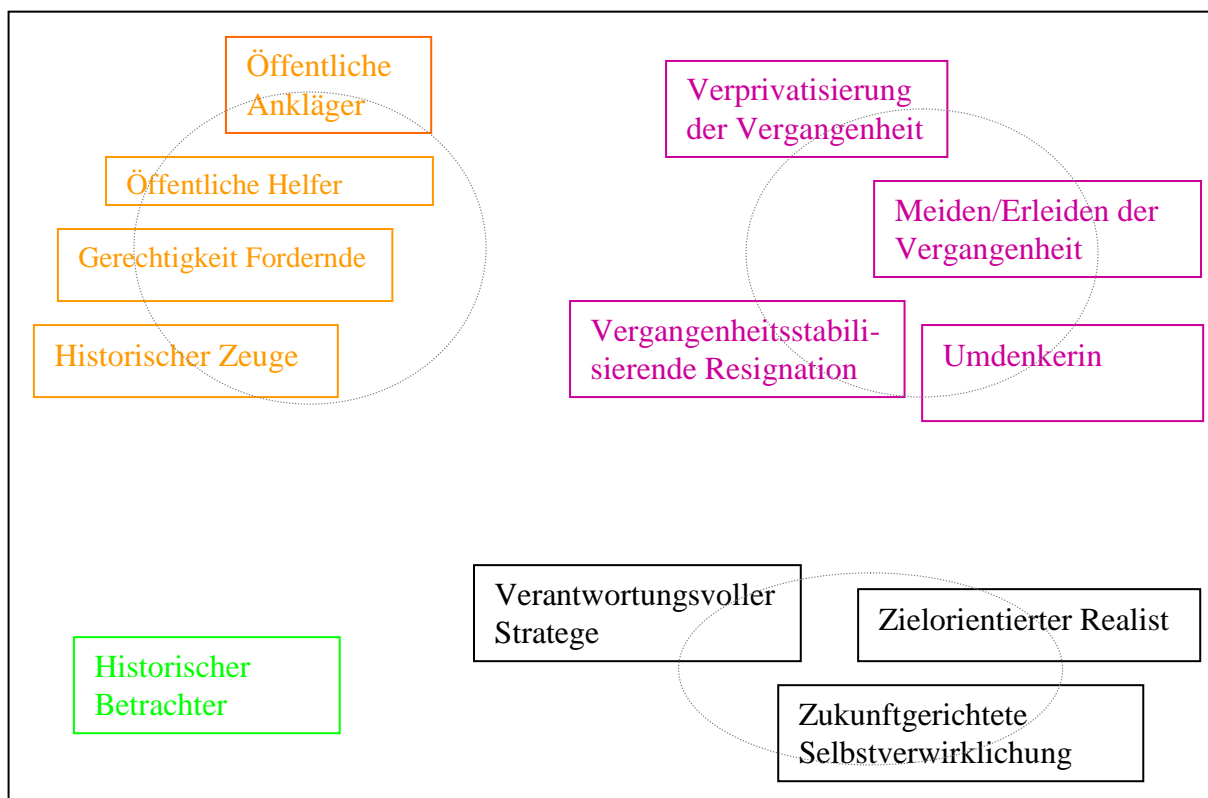 Öffentliche
Ankläger
Öffentliche Helfer
Gerechtigkeit Fordernde
Historischer Zeuge
Verprivatisierung
der Vergangenheit
Meiden/Erleiden der
Vergangenheit
Vergangenheitsstabili-
sierende Resignation
Umdenkerin
Historischer
Betrachter
Verantwortungsvoller
Stratege
Zielorientierter Realist
Zukunftgerichtete
Selbstverwirklichung